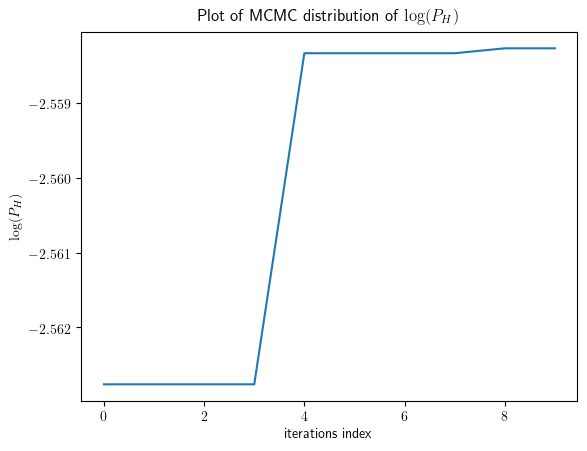 Plot of MCMC distribution of log(P_H)
−2.559
−2.560
−2.561
−2.562
log(P_H)
0 2 4 6 8
iterations index